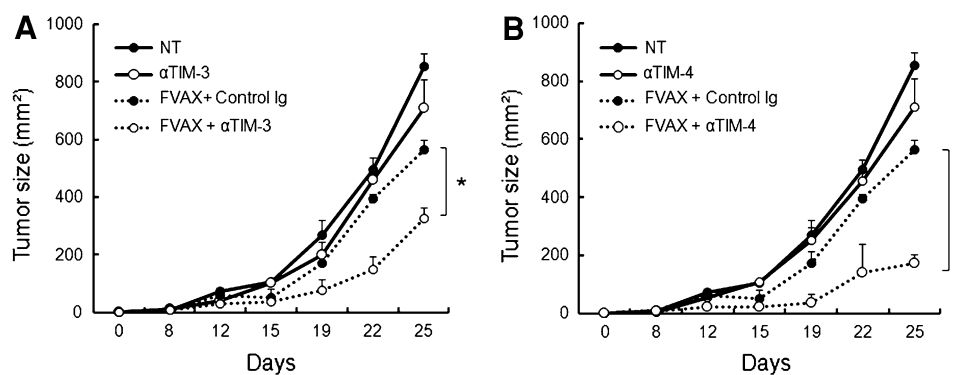 A
1000
800
600
400
200
0
Tumor size (mm²)
NT
αTIM-3
FVAX+ Control Ig
FVAX + αTIM-3
*
0 8 12 15 19 22 25
Days
B
1000
800
600
400
200
0
Tumor size (mm²)
NT
αTIM-4
FVAX + Control Ig
FVAX + αTIM-4
0 8 12 15 19 22 25
Days